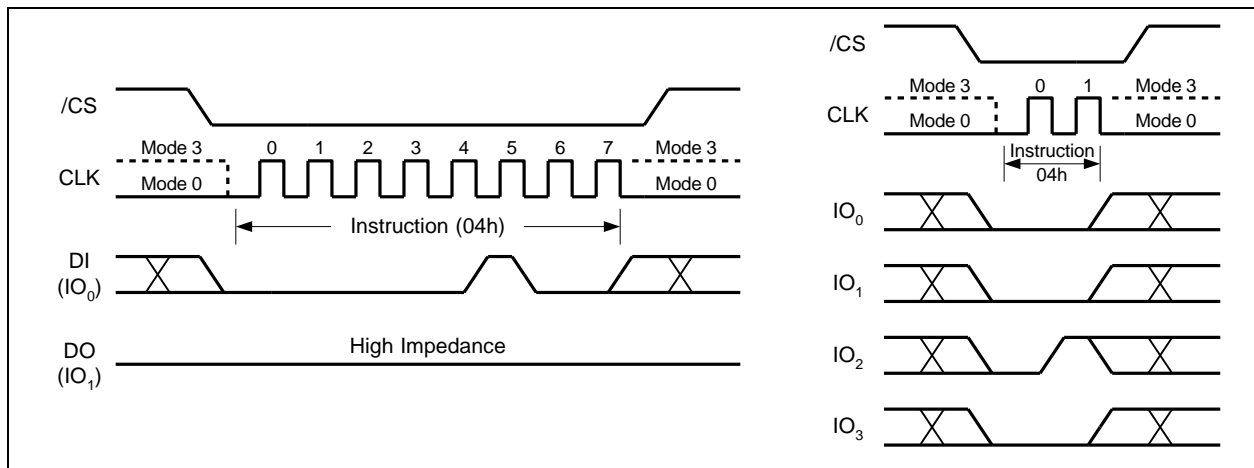 /CS
Mode 3
0 1 2 3 4 5 6 7
Mode 3
CLK
Mode 0
Mode 0
Instruction (04h)
DI
(IO0)
DO
(IO1)
High Impedance
/CS
Mode 3
0 1
Mode 3
CLK
Mode 0
Mode 0
Instruction
04h
IO0
IO1
IO2
IO3